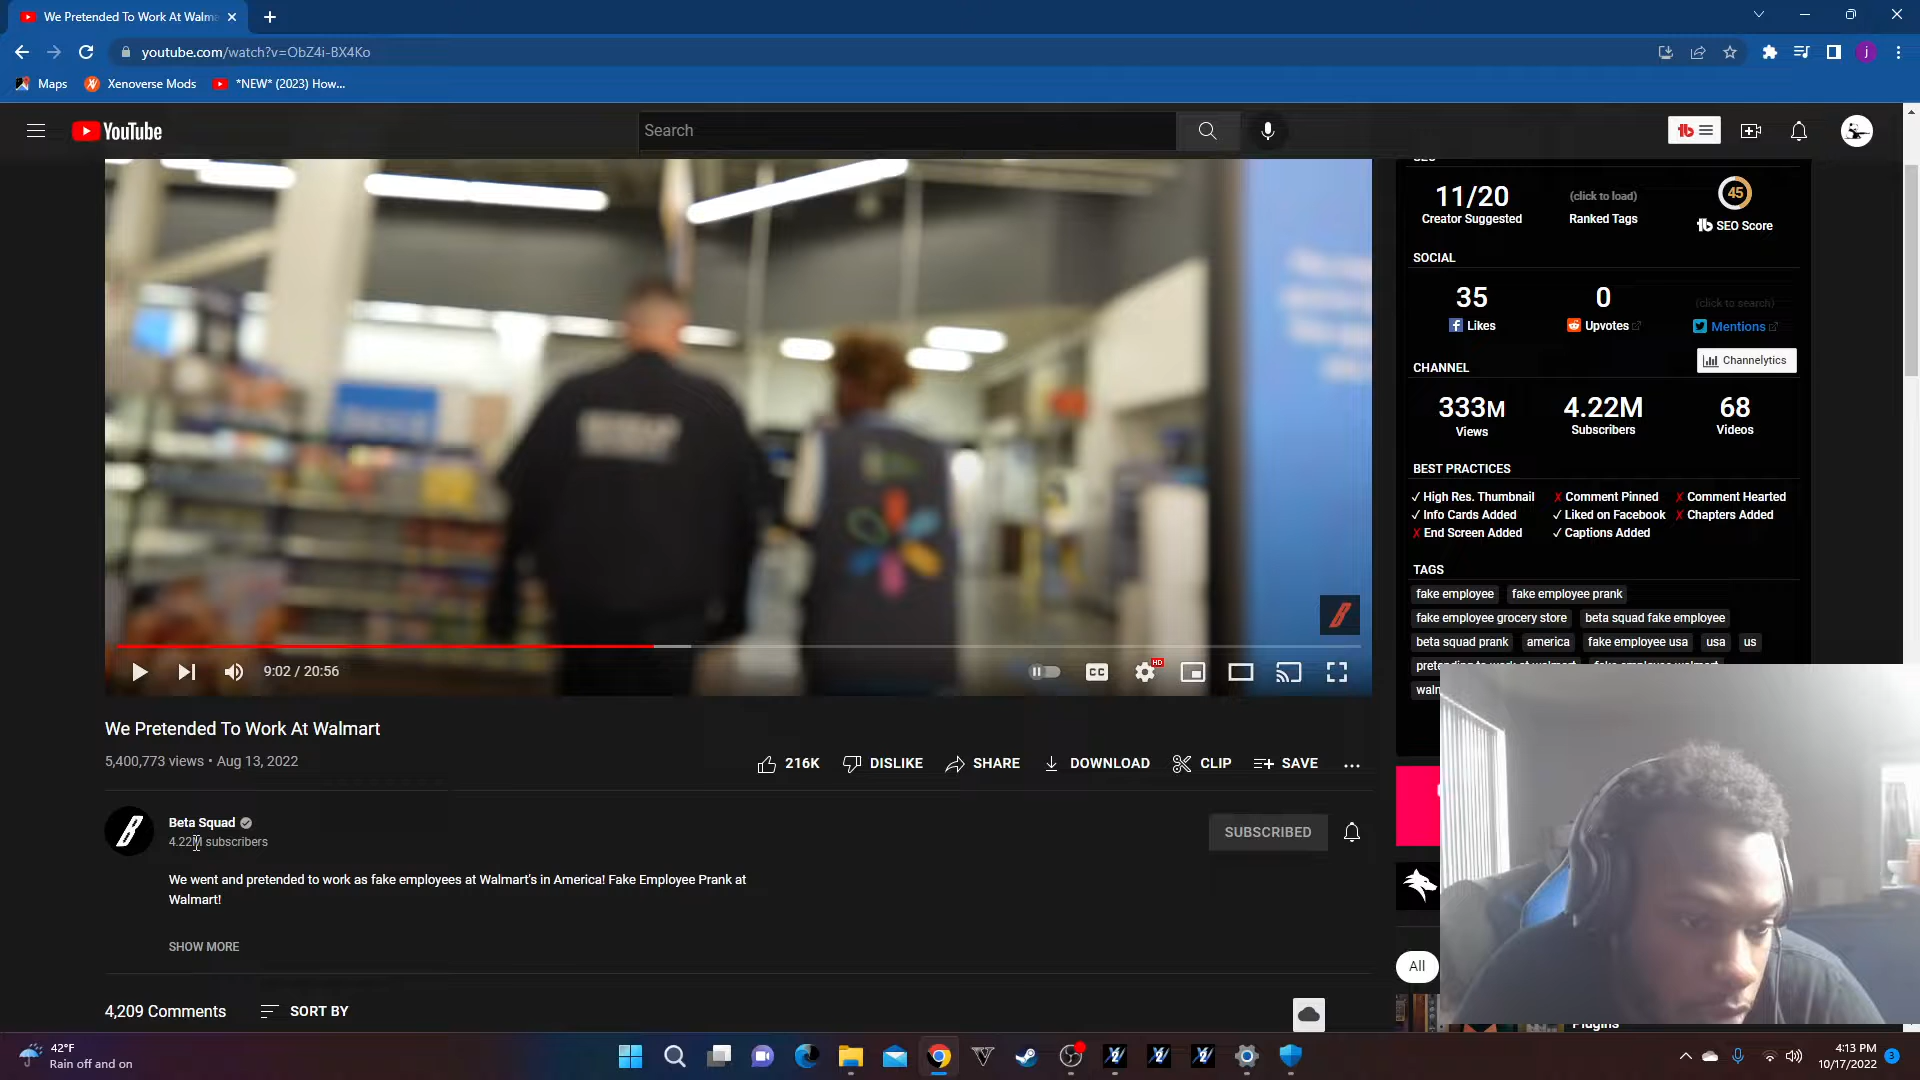 We Pretended To Work At Walma
youtube.com/watch?v=ObZ4i-BX4Ko
Maps
Xenoverse Mods
*NEW* (2023) How...
YouTube
Search
11/20
Creator Suggested
(click to load)
Ranked Tags
45
SEO Score
SOCIAL
35
Likes
0
Upvotes
(click to search)
Mentions
Channelytics
CHANNEL
333M
Views
4.22M
Subscribers
68
Videos
BEST PRACTICES
✓ High Res. Thumbnail ✗ Comment Pinned ✗ Comment Hearted
✓ Info Cards Added ✓ Liked on Facebook ✗ Chapters Added
✗ End Screen Added ✓ Captions Added
TAGS
fake employee fake employee prank
fake employee grocery store beta squad fake employee
beta squad prank america fake employee usa usa us
9:02 / 20:56
CC
HD
We Pretended To Work At Walmart
5,400,773 views • Aug 13, 2022
216K
DISLIKE
SHARE
DOWNLOAD
CLIP
SAVE
Beta Squad
4.22M subscribers
SUBSCRIBED
We went and pretended to work as fake employees at Walmart's in America! Fake Employee Prank at
Walmart!
SHOW MORE
All
4,209 Comments
SORT BY
42°F
Rain off and on
4:13 PM
10/17/2022
3